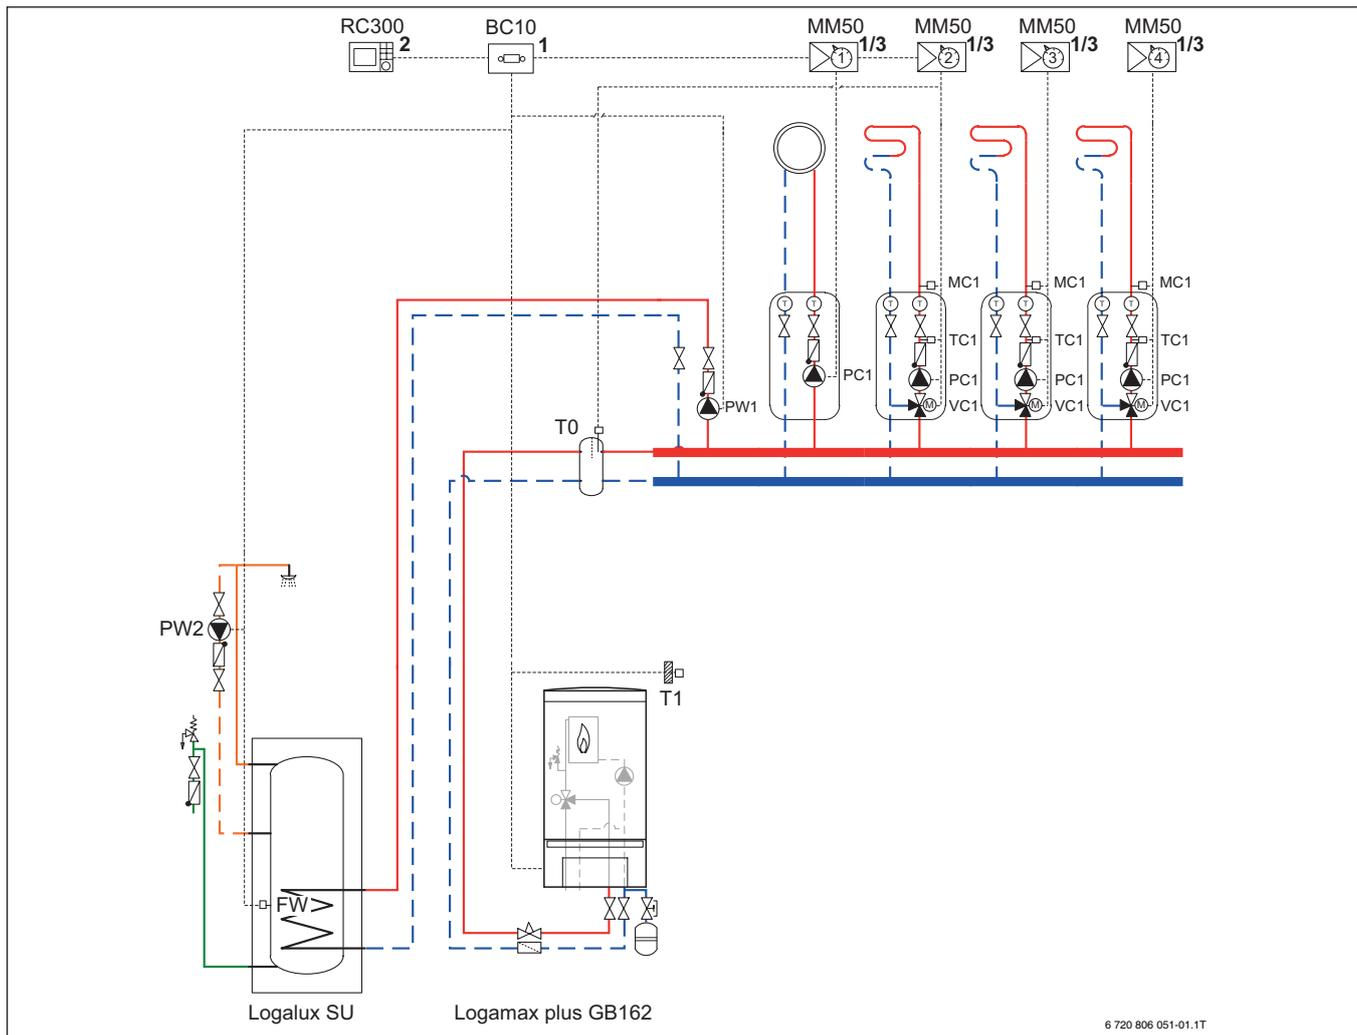 RC300 BC10 MM50 MM50 MM50 MM50
2 1 1/3 1/3 1/3 1/3
1 2 3 4
MC1 MC1 MC1
T T T T T T T T
TC1 TC1 TC1
PC1 PC1 PC1 PC1
PW1 M VC1 M VC1 M VC1
T0
PW2
T1
FW
Logalux SU Logamax plus GB162
6 720 806 051-01.1T